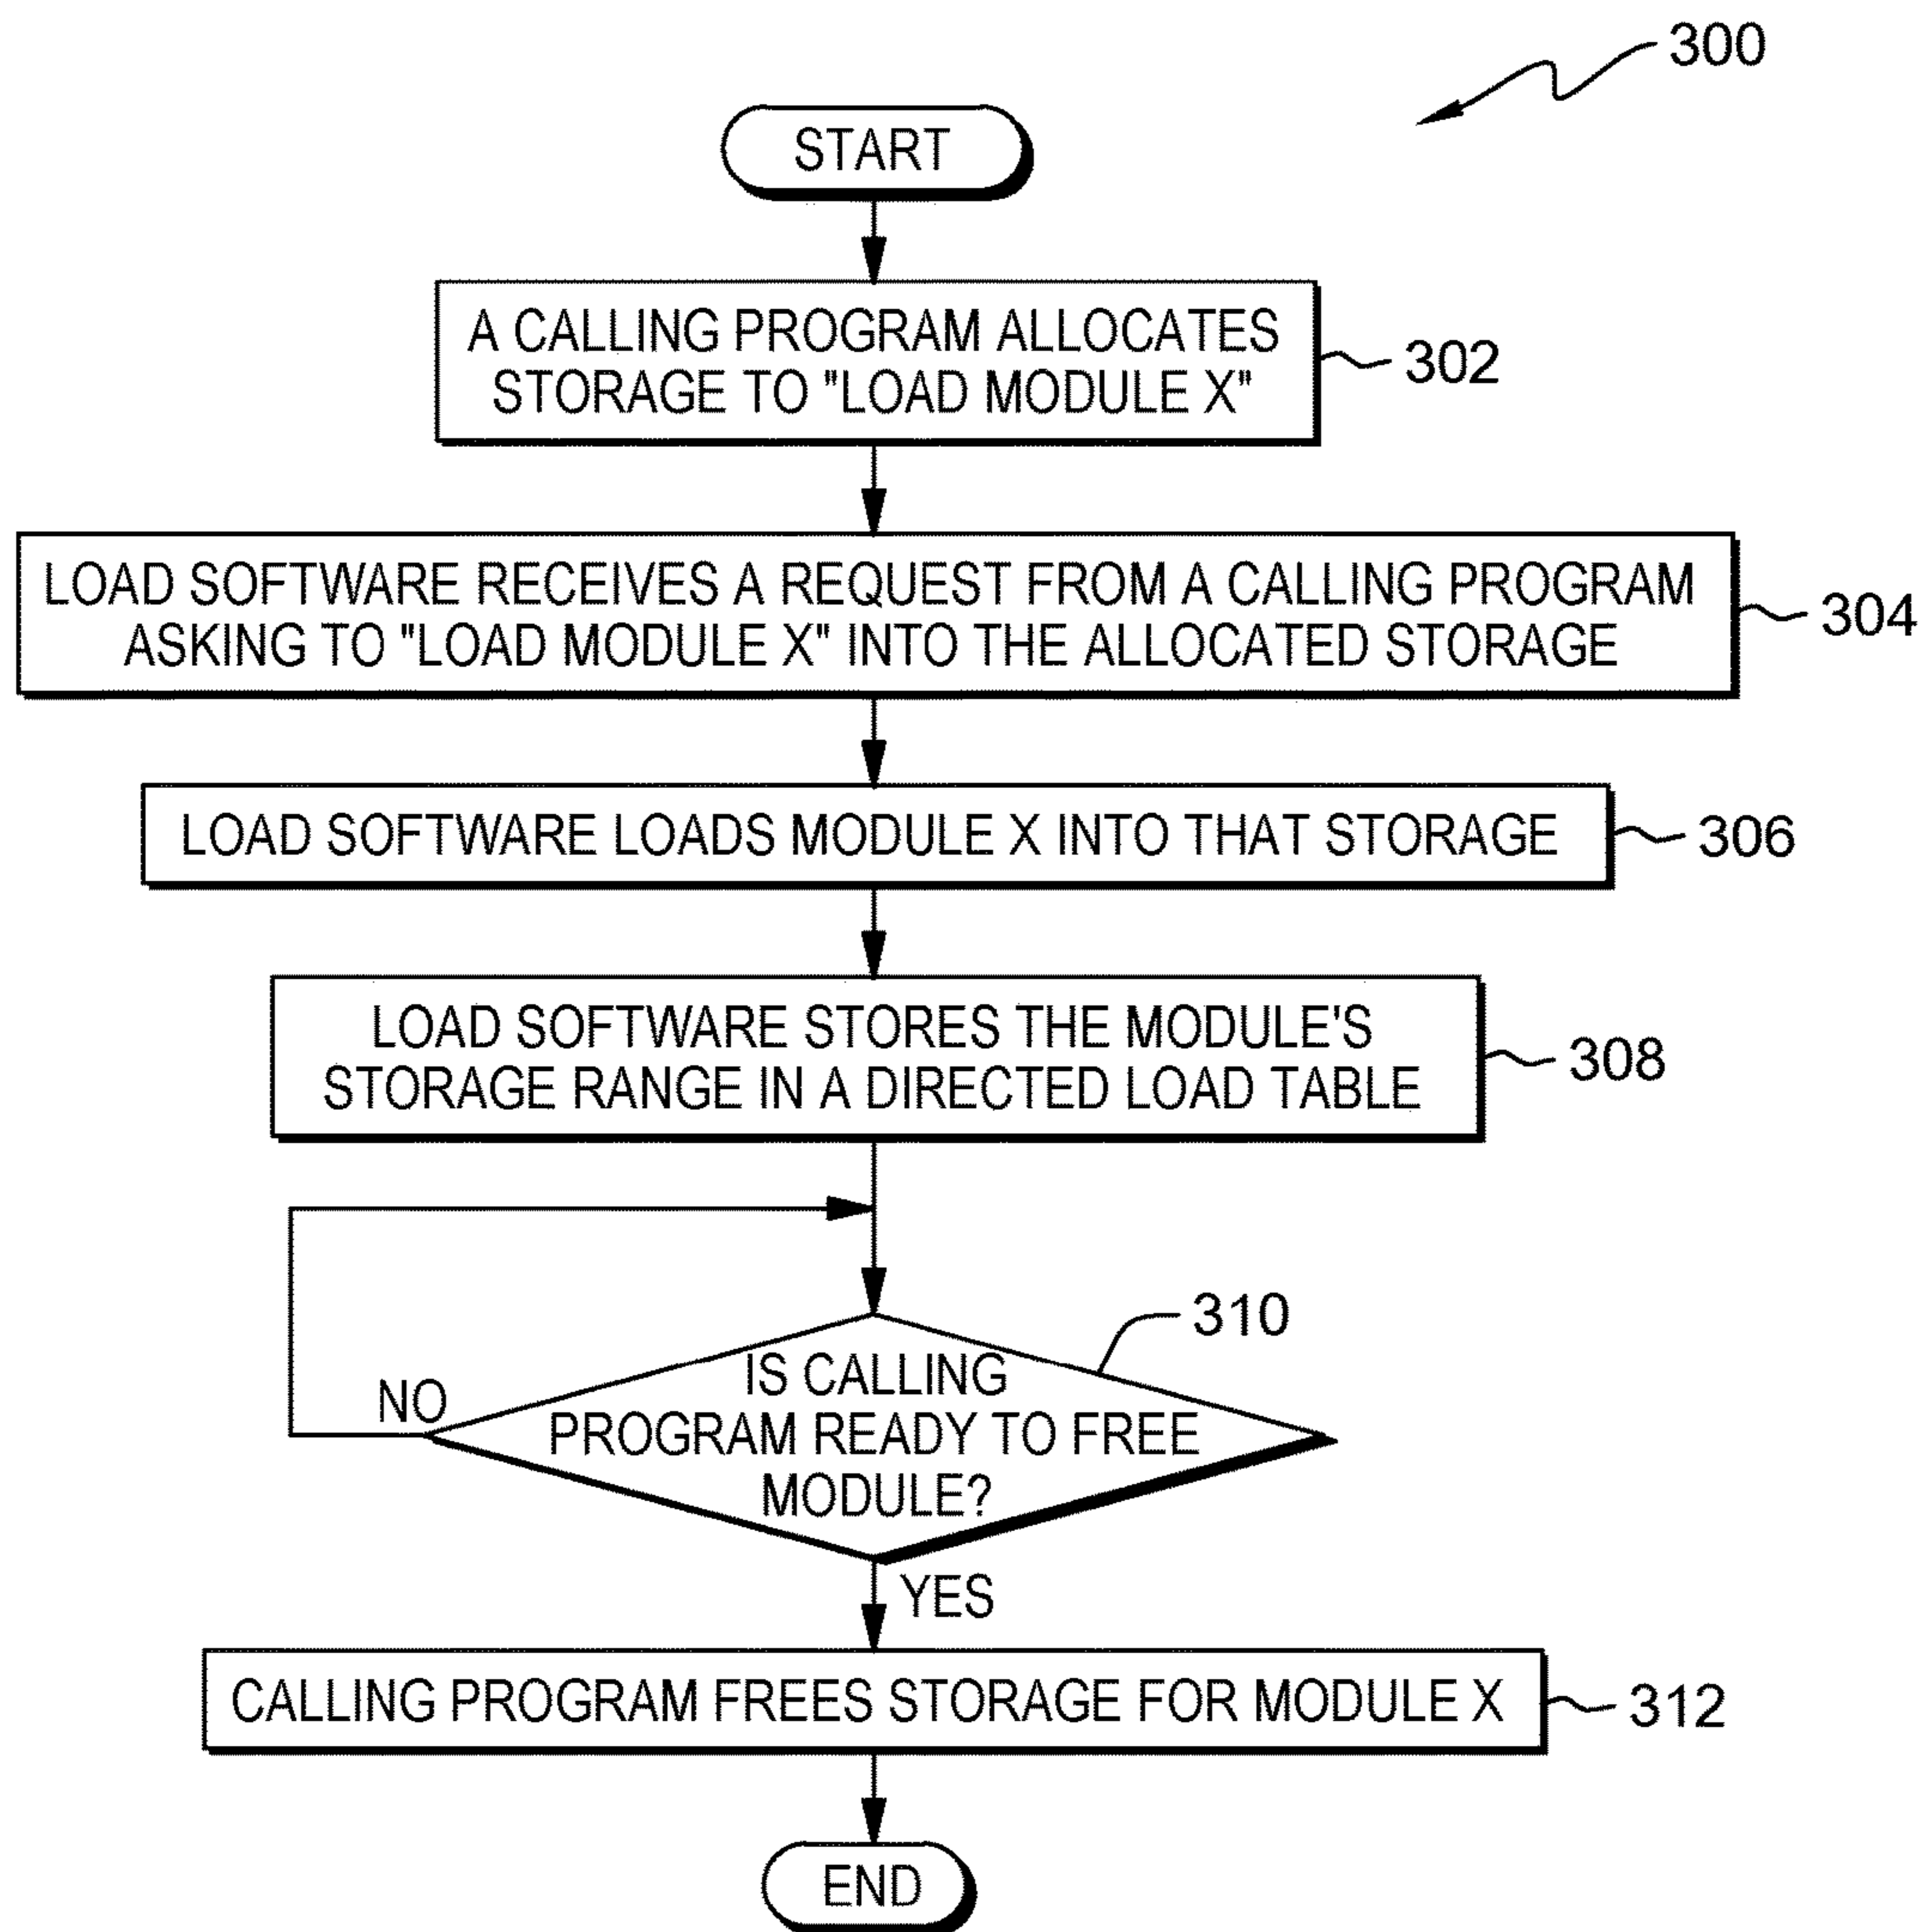 300
START
A CALLING PROGRAM ALLOCATES
STORAGE TO "LOAD MODULE X"
302
LOAD SOFTWARE RECEIVES A REQUEST FROM A CALLING PROGRAM
ASKING TO "LOAD MODULE X" INTO THE ALLOCATED STORAGE
304
LOAD SOFTWARE LOADS MODULE X INTO THAT STORAGE
306
LOAD SOFTWARE STORES THE MODULE'S
STORAGE RANGE IN A DIRECTED LOAD TABLE
308
310
IS CALLING
PROGRAM READY TO FREE
MODULE?
NO
YES
CALLING PROGRAM FREES STORAGE FOR MODULE X
312
END